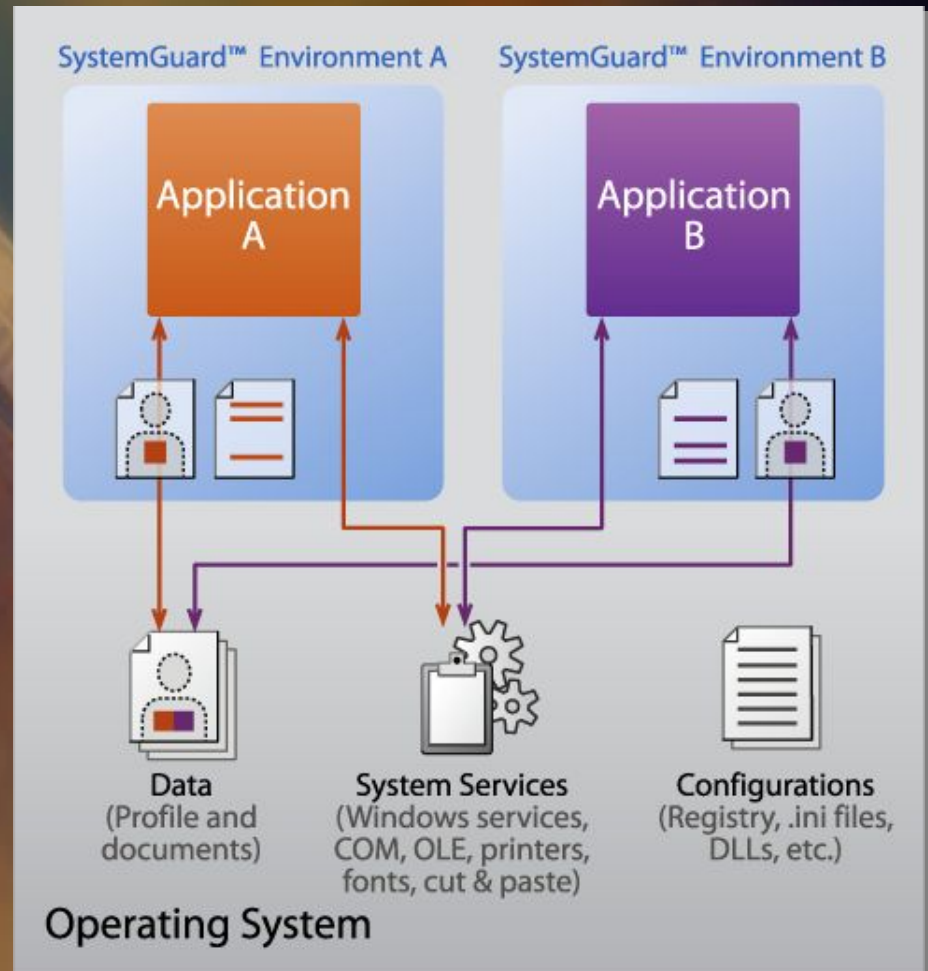 SystemGuard™ Environment A
SystemGuard™ Environment B
Application
A
Application
B
Data
(Profile and
documents)
System Services
(Windows services,
COM, OLE, printers,
fonts, cut & paste)
Configurations
(Registry, .ini files,
DLLs, etc.)
Operating System